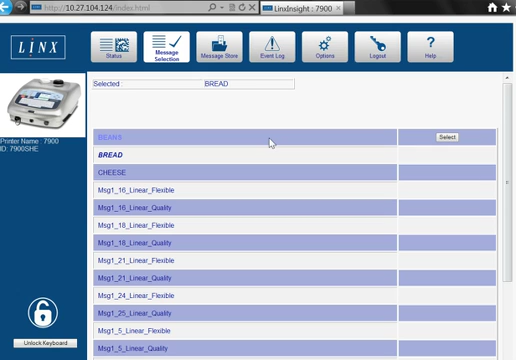 http://10.27.104.124/index.html
LinxInsight : 7900
LINX
Status
Message Selection
Message Store
Event Log
Options
Logout
Help
Selected : BREAD
Printer Name : 7900
ID: 7900SHE
BEANS Select
BREAD
CHEESE
Msg1_16_Linear_Flexible
Msg1_16_Linear_Quality
Msg1_18_Linear_Flexible
Msg1_18_Linear_Quality
Msg1_21_Linear_Flexible
Msg1_21_Linear_Quality
Msg1_24_Linear_Flexible
Msg1_25_Linear_Quality
Msg1_5_Linear_Flexible
Msg1_5_Linear_Quality
Unlock Keyboard